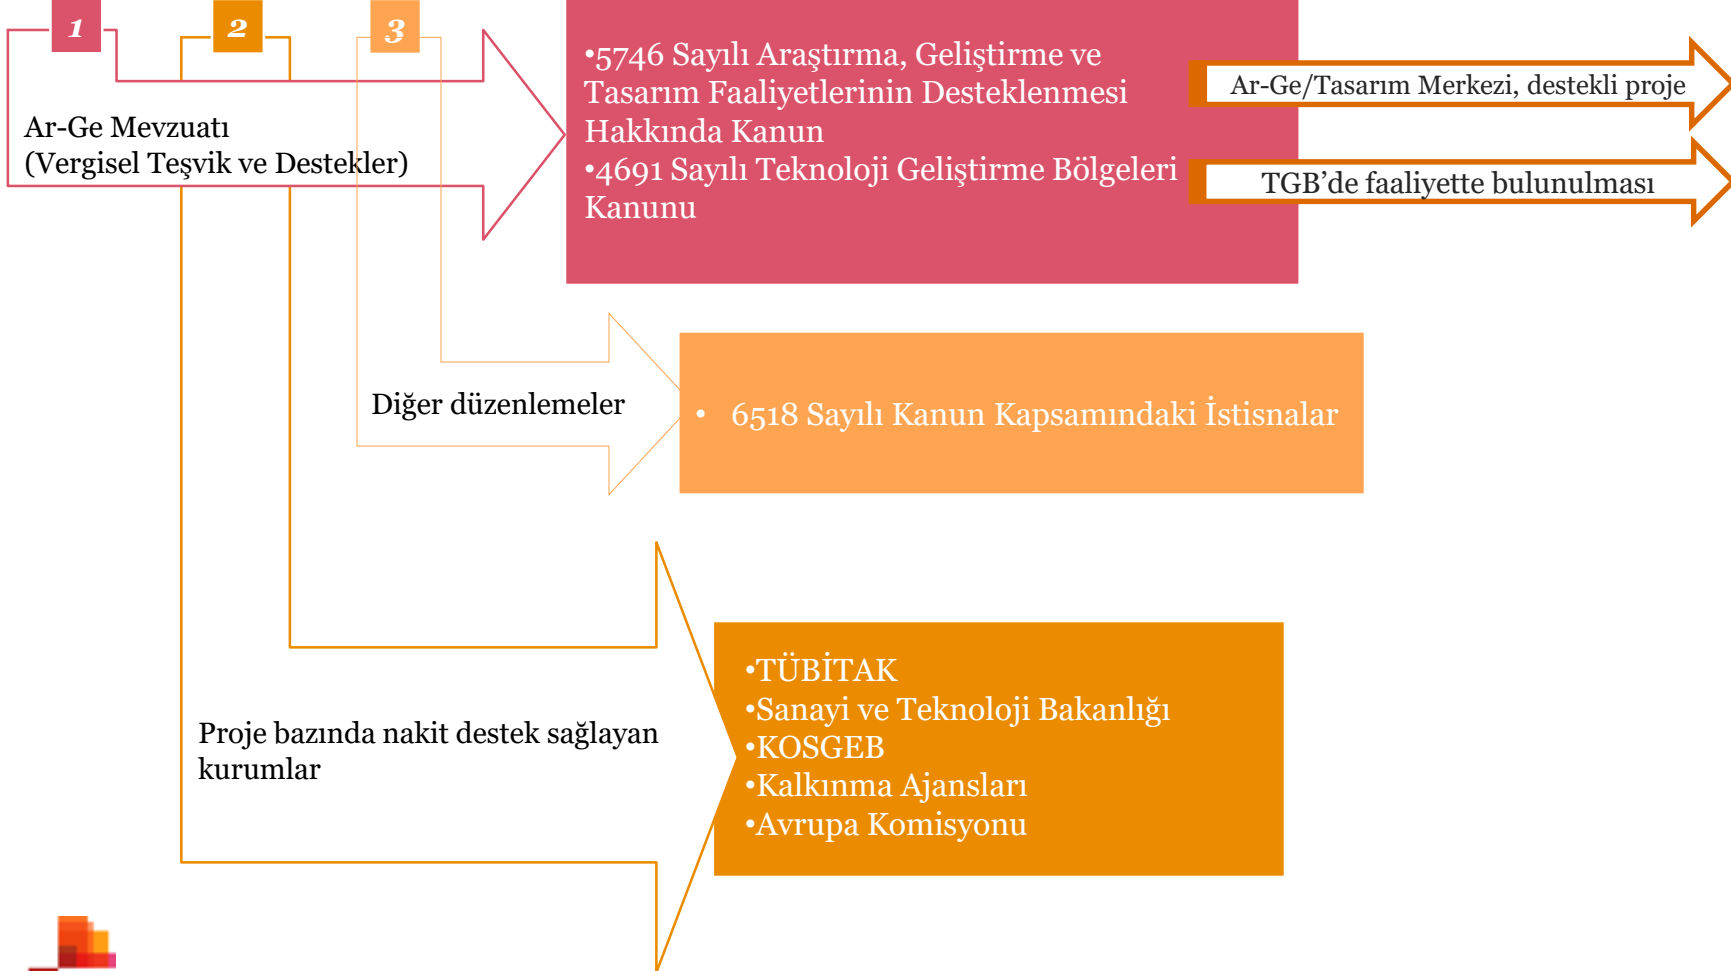 1
2
3
Ar-Ge Mevzuatı
(Vergisel Teşvik ve Destekler)
•5746 Sayılı Araştırma, Geliştirme ve
Tasarım Faaliyetlerinin Desteklenmesi
Hakkında Kanun
•4691 Sayılı Teknoloji Geliştirme Bölgeleri
Kanunu
Ar-Ge/Tasarım Merkezi, destekli proje
TGB’de faaliyette bulunulması
Diğer düzenlemeler
• 6518 Sayılı Kanun Kapsamındaki İstisnalar
Proje bazında nakit destek sağlayan
kurumlar
•TÜBİTAK
•Sanayi ve Teknoloji Bakanlığı
•KOSGEB
•Kalkınma Ajansları
•Avrupa Komisyonu